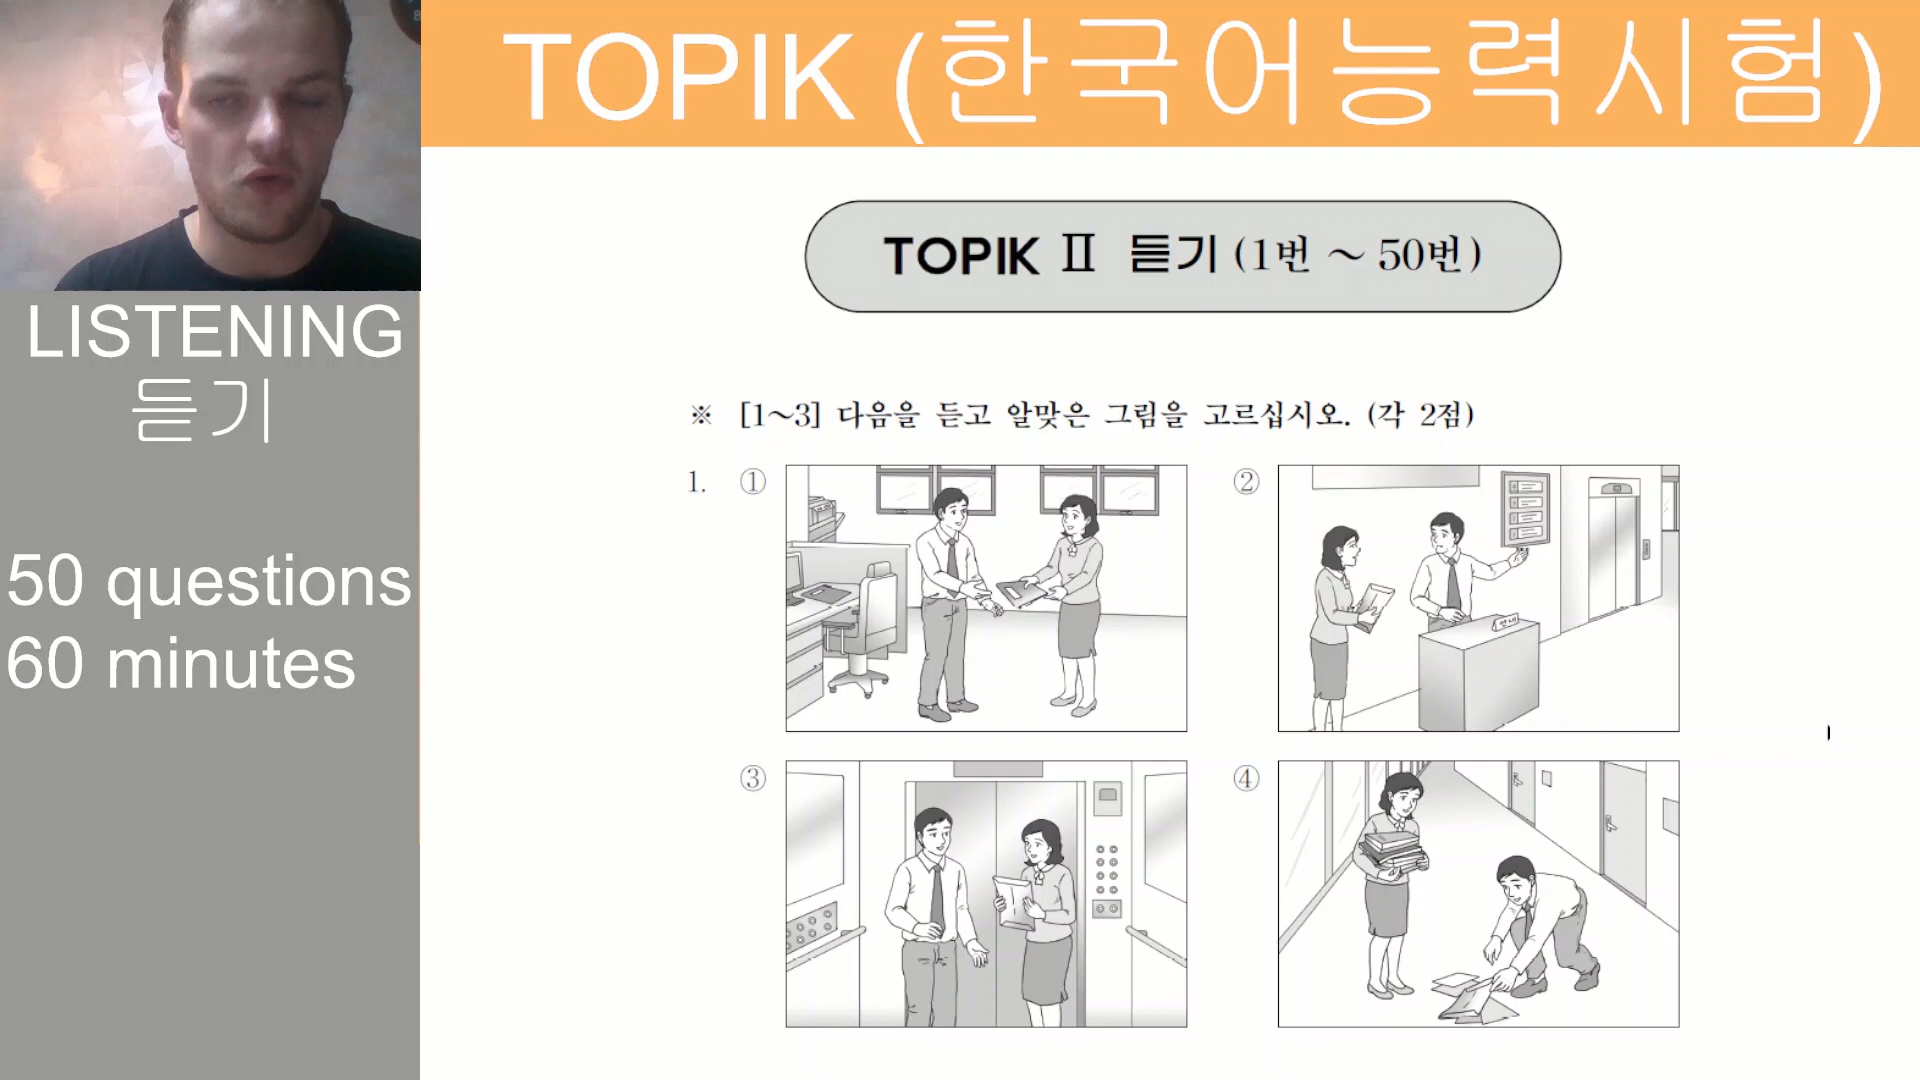 TOPIK (한국어능력시험)
LISTENING
듣기
50 questions
60 minutes
TOPIK Ⅱ 듣기 (1번 ~ 50번)
※ [1~3] 다음을 듣고 알맞은 그림을 고르십시오. (각 2점)
1. ① ②
안내
③ ④